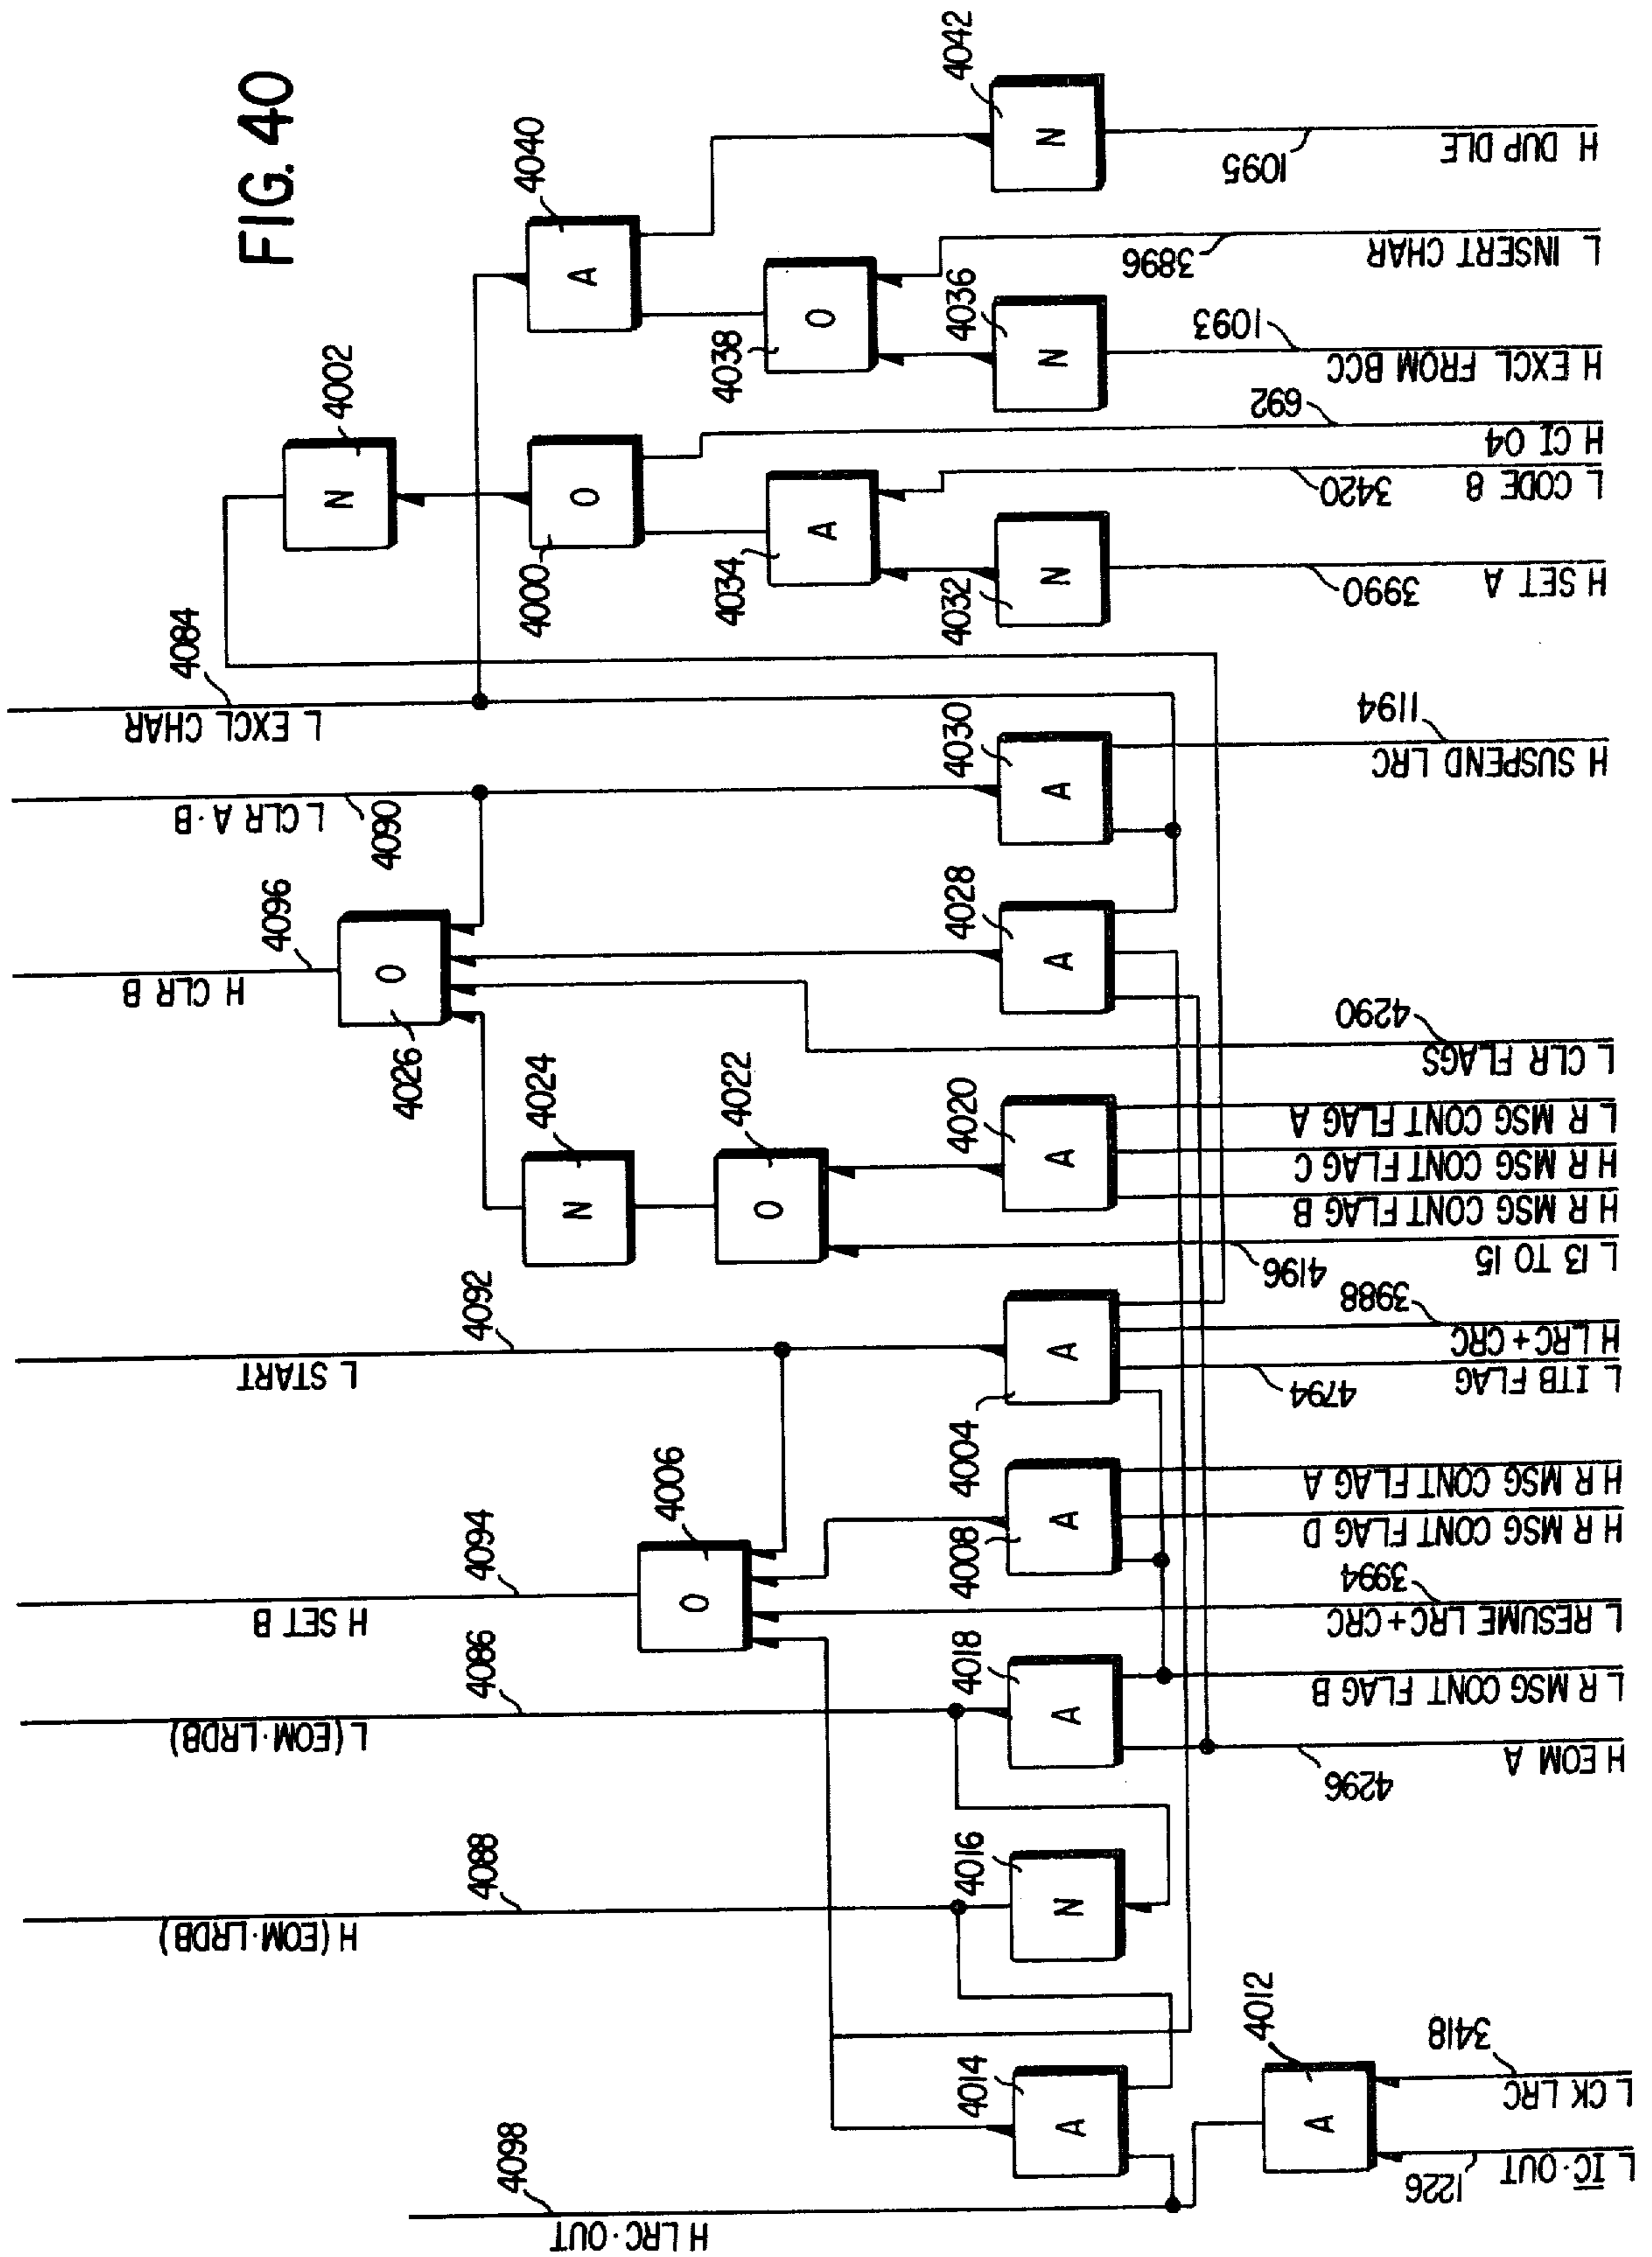 FIG. 40
4098
H LRC·OUT
4088
H (EOM·LRDB)
4086
L (EOM·LRDB)
4094
H SET B
4092
L START
4096
H CLR B
4090
L CLR A·B
4084
L EXCL CHAR
4002
N
4026
O
4024
N
4022
O
4006
O
4000
O
4040
A
4034
A
4038
O
4014
A
4016
N
4018
A
4008
A
4004
A
4020
A
4028
A
4030
A
4032
N
4036
N
4042
N
4012
A
1226
L I̅C̅·OUT
3418
L CK LRC
4296
H EOM A
L R MSG CONT FLAG B
3994
L RESUME LRC+CRC
H R MSG CONT FLAG D
H R MSG CONT FLAG A
4794
L ITB FLAG
3988
H LRC+CRC
4196
L 13 TO 15
H R MSG CONT FLAG B
H R MSG CONT FLAG C
L R MSG CONT FLAG A
4290
L CLR FLAGS
1194
H SUSPEND LRC
3990
H SET A
3420
L CODE 8
692
H CI 04
1093
H EXCL FROM BCC
3896
L INSERT CHAR
1095
H DUP DLE